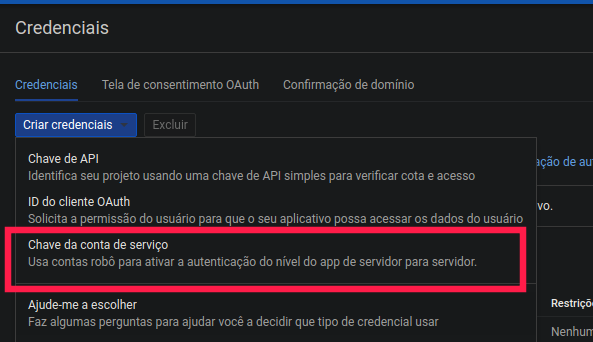 Credenciais
Credenciais Tela de consentimento OAuth Confirmação de domínio
Criar credenciais Excluir
Chave de API
Identifica seu projeto usando uma chave de API simples para verificar cota e acesso
ação de aut
ID do cliente OAuth
Solicita a permissão do usuário para que o seu aplicativo possa acessar os dados do usuário
vo.
Chave da conta de serviço
Usa contas robô para ativar a autenticação do nível do app de servidor para servidor.
Ajude-me a escolher
Restriçõ
Faz algumas perguntas para ajudar você a decidir que tipo de credencial usar
Nenhum